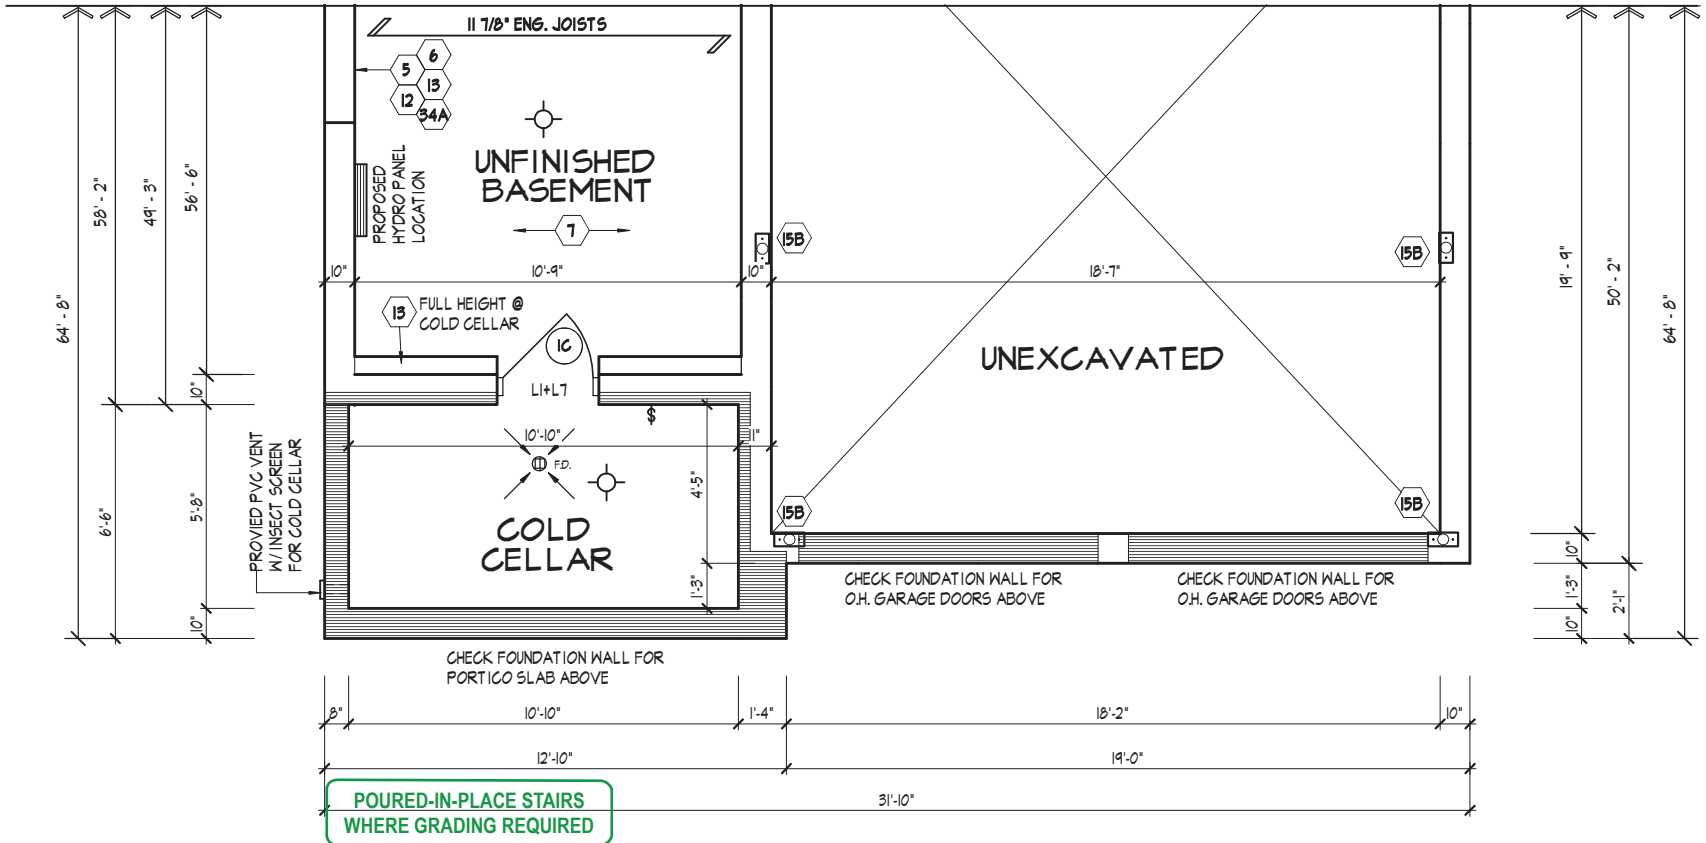 11 7/8" ENG. JOISTS
6
5
13
12
34A
UNFINISHED
BASEMENT
PROPOSED
HYDRO PANEL
LOCATION
7
15B
15B
10"
10'-9"
10"
18'-7"
13
FULL HEIGHT @
COLD CELLAR
1C
L1+L7
$
UNEXCAVATED
10'-10"
11"
F.D.
4'-5"
COLD
CELLAR
15B
15B
1'-3"
PROVIED PVC VENT
W/ INSECT SCREEN
FOR COLD CELLAR
64' - 8"
58' - 2"
49' - 3"
56' - 6"
10"
6'-6"
5'-8"
10"
19' - 9"
50' - 2"
64' - 8"
10"
1'-3"
2'-1"
10"
CHECK FOUNDATION WALL FOR
O.H. GARAGE DOORS ABOVE
CHECK FOUNDATION WALL FOR
O.H. GARAGE DOORS ABOVE
CHECK FOUNDATION WALL FOR
PORTICO SLAB ABOVE
8"
10'-10"
1'-4"
18'-2"
10"
12'-10"
19'-0"
31'-10"
POURED-IN-PLACE STAIRS
WHERE GRADING REQUIRED